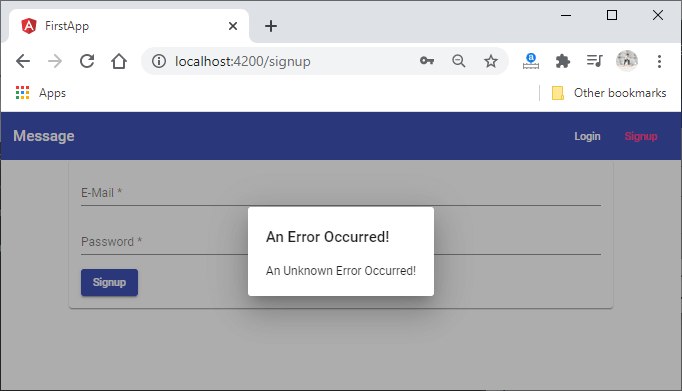 FirstApp
localhost:4200/signup
Apps
Other bookmarks
Message
Login
Signup
E-Mail *
Password *
Signup
An Error Occurred!
An Unknown Error Occurred!